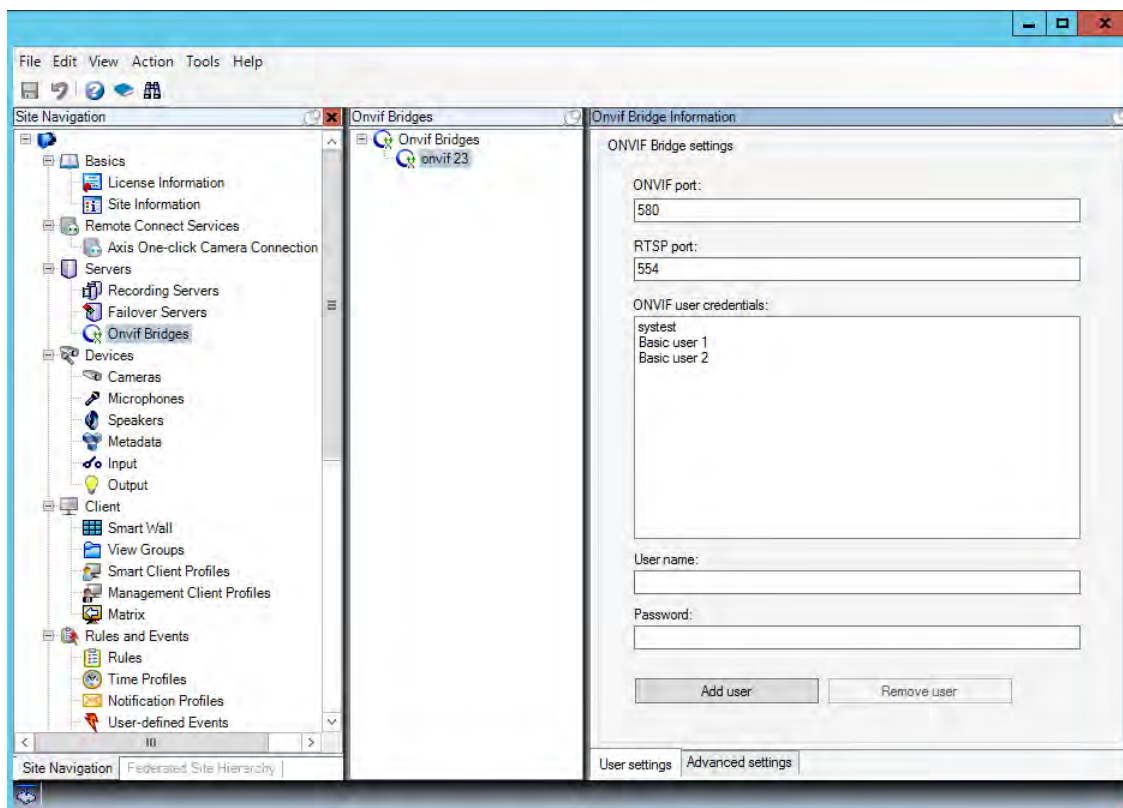 File Edit View Action Tools Help
Site Navigation
Basics
License Information
Site Information
Remote Connect Services
Axis One-click Camera Connection
Servers
Recording Servers
Failover Servers
Onvif Bridges
Devices
Cameras
Microphones
Speakers
Metadata
Input
Output
Client
Smart Wall
View Groups
Smart Client Profiles
Management Client Profiles
Matrix
Rules and Events
Rules
Time Profiles
Notification Profiles
User-defined Events
Site Navigation Federated Site Hierarchy
Onvif Bridges
Onvif Bridges
onvif 23
Onvif Bridge Information
ONVIF Bridge settings
ONVIF port:
580
RTSP port:
554
ONVIF user credentials:
systest
Basic user 1
Basic user 2
User name:
Password:
Add user Remove user
User settings Advanced settings